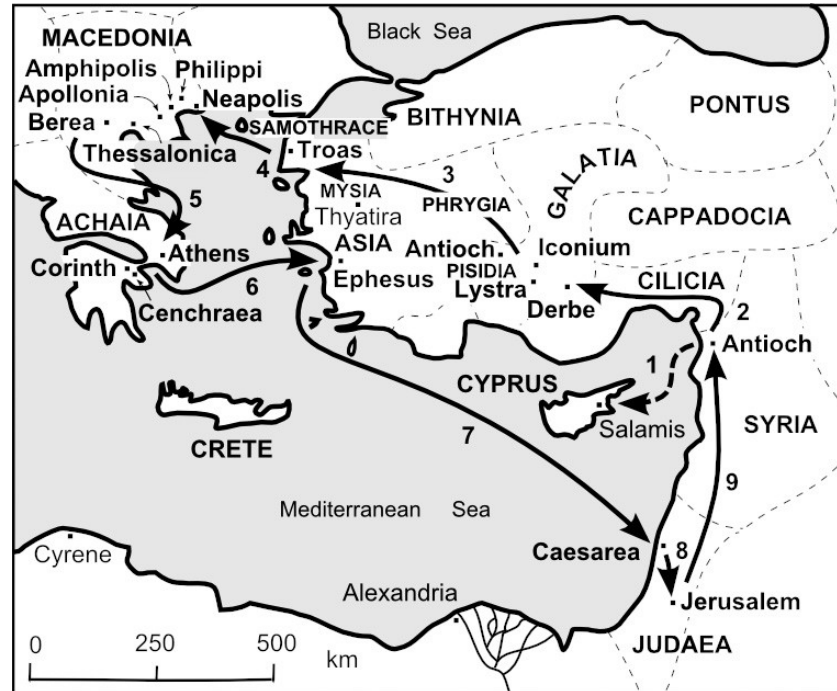 Black Sea
MACEDONIA
Amphipolis
Philippi
Apollonia
Neapolis
Berea
Thessalonica
SAMOTHRACE
BITHYNIA
PONTUS
Troas
4
3
GALATIA
MYSIA
Thyatira
PHRYGIA
CAPPADOCIA
5
ACHAIA
Athens
ASIA
Antioch
Iconium
Corinth
Ephesus
PISIDIA
Lystra
CILICIA
6
Cenchraea
Derbe
2
Antioch
1
CYPRUS
Salamis
SYRIA
CRETE
7
9
Mediterranean Sea
Cyrene
Caesarea
8
Alexandria
Jerusalem
JUDAEA
0 250 500
km